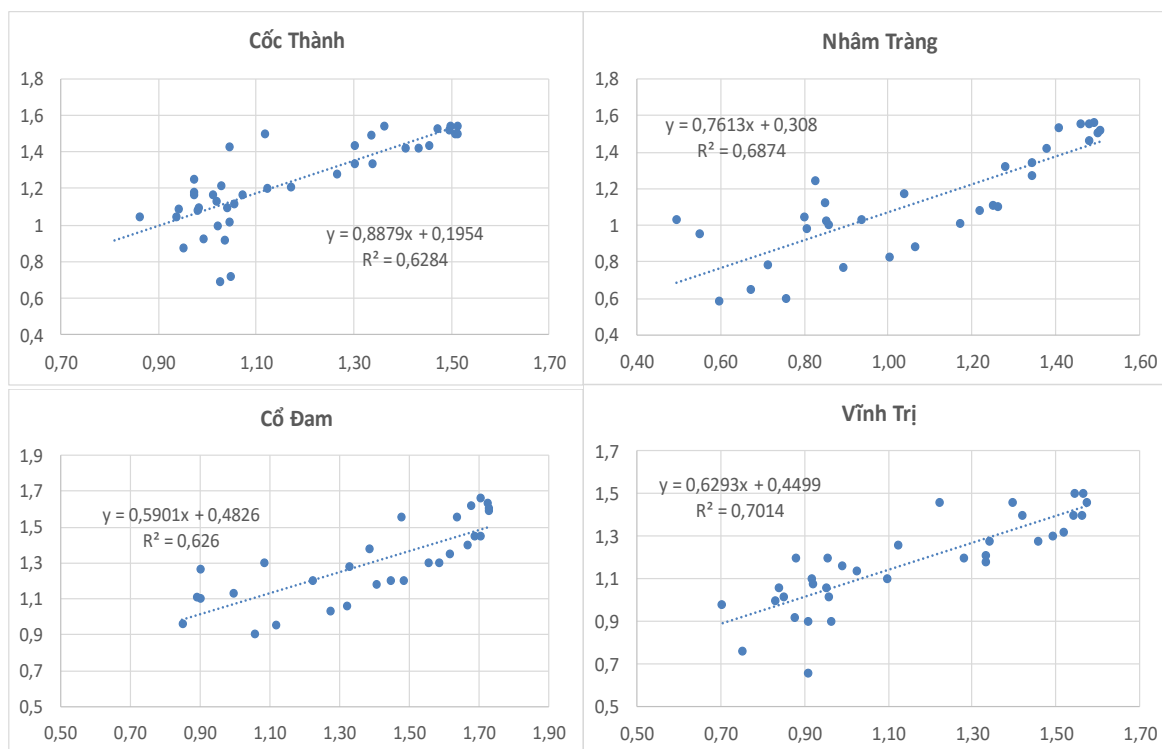 Cốc Thành
1,8
1,6
1,4
1,2
1
0,8
0,6
0,4
y = 0,8879x + 0,1954
R² = 0,6284
0,70 0,90 1,10 1,30 1,50 1,70
Nhâm Tràng
1,8
1,6
1,4
1,2
1
0,8
0,6
0,4
y = 0,7613x + 0,308
R² = 0,6874
0,40 0,60 0,80 1,00 1,20 1,40 1,60
Cổ Đam
1,9
1,7
1,5
1,3
1,1
0,9
0,7
0,5
y = 0,5901x + 0,4826
R² = 0,626
0,50 0,70 0,90 1,10 1,30 1,50 1,70 1,90
Vĩnh Trị
1,7
1,5
1,3
1,1
0,9
0,7
0,5
y = 0,6293x + 0,4499
R² = 0,7014
0,50 0,70 0,90 1,10 1,30 1,50 1,70